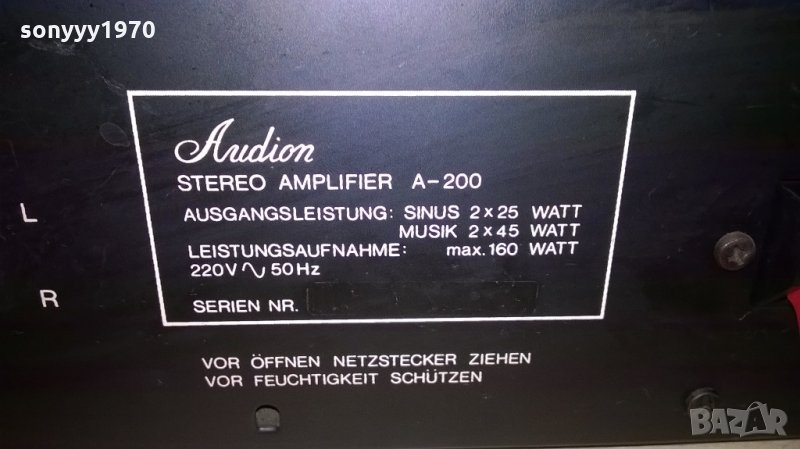 sonyyy1970
Audion
STEREO AMPLIFIER A-200
AUSGANGSLEISTUNG: SINUS 2×25 WATT
MUSIK 2×45 WATT
LEISTUNGSAUFNAHME: max. 160 WATT
220V ∿ 50Hz
SERIEN NR.
L
R
VOR ÖFFNEN NETZSTECKER ZIEHEN
VOR FEUCHTIGKEIT SCHÜTZEN
BAZAR